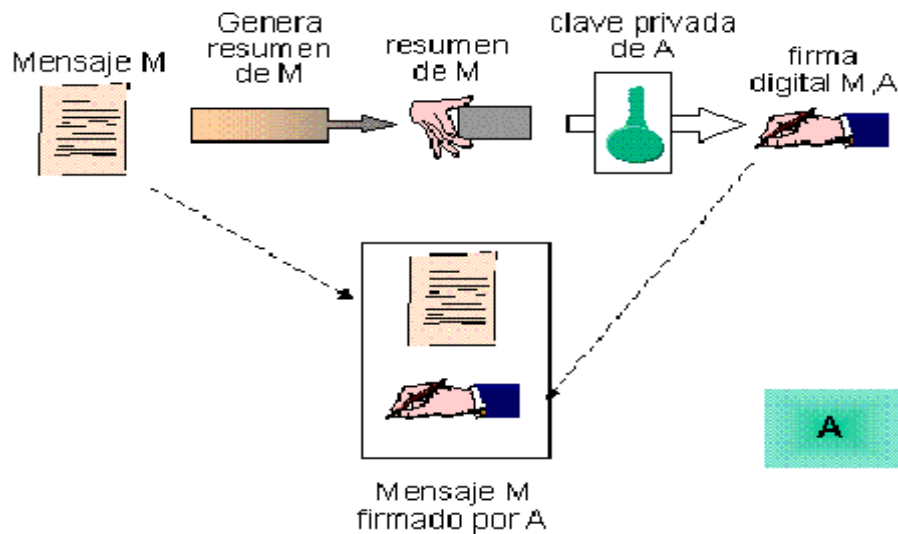 Mensaje M
Genera
resumen
de M
resumen
de M
clave privada
de A
firma
digital M,A
Mensaje M
firmado por A
A